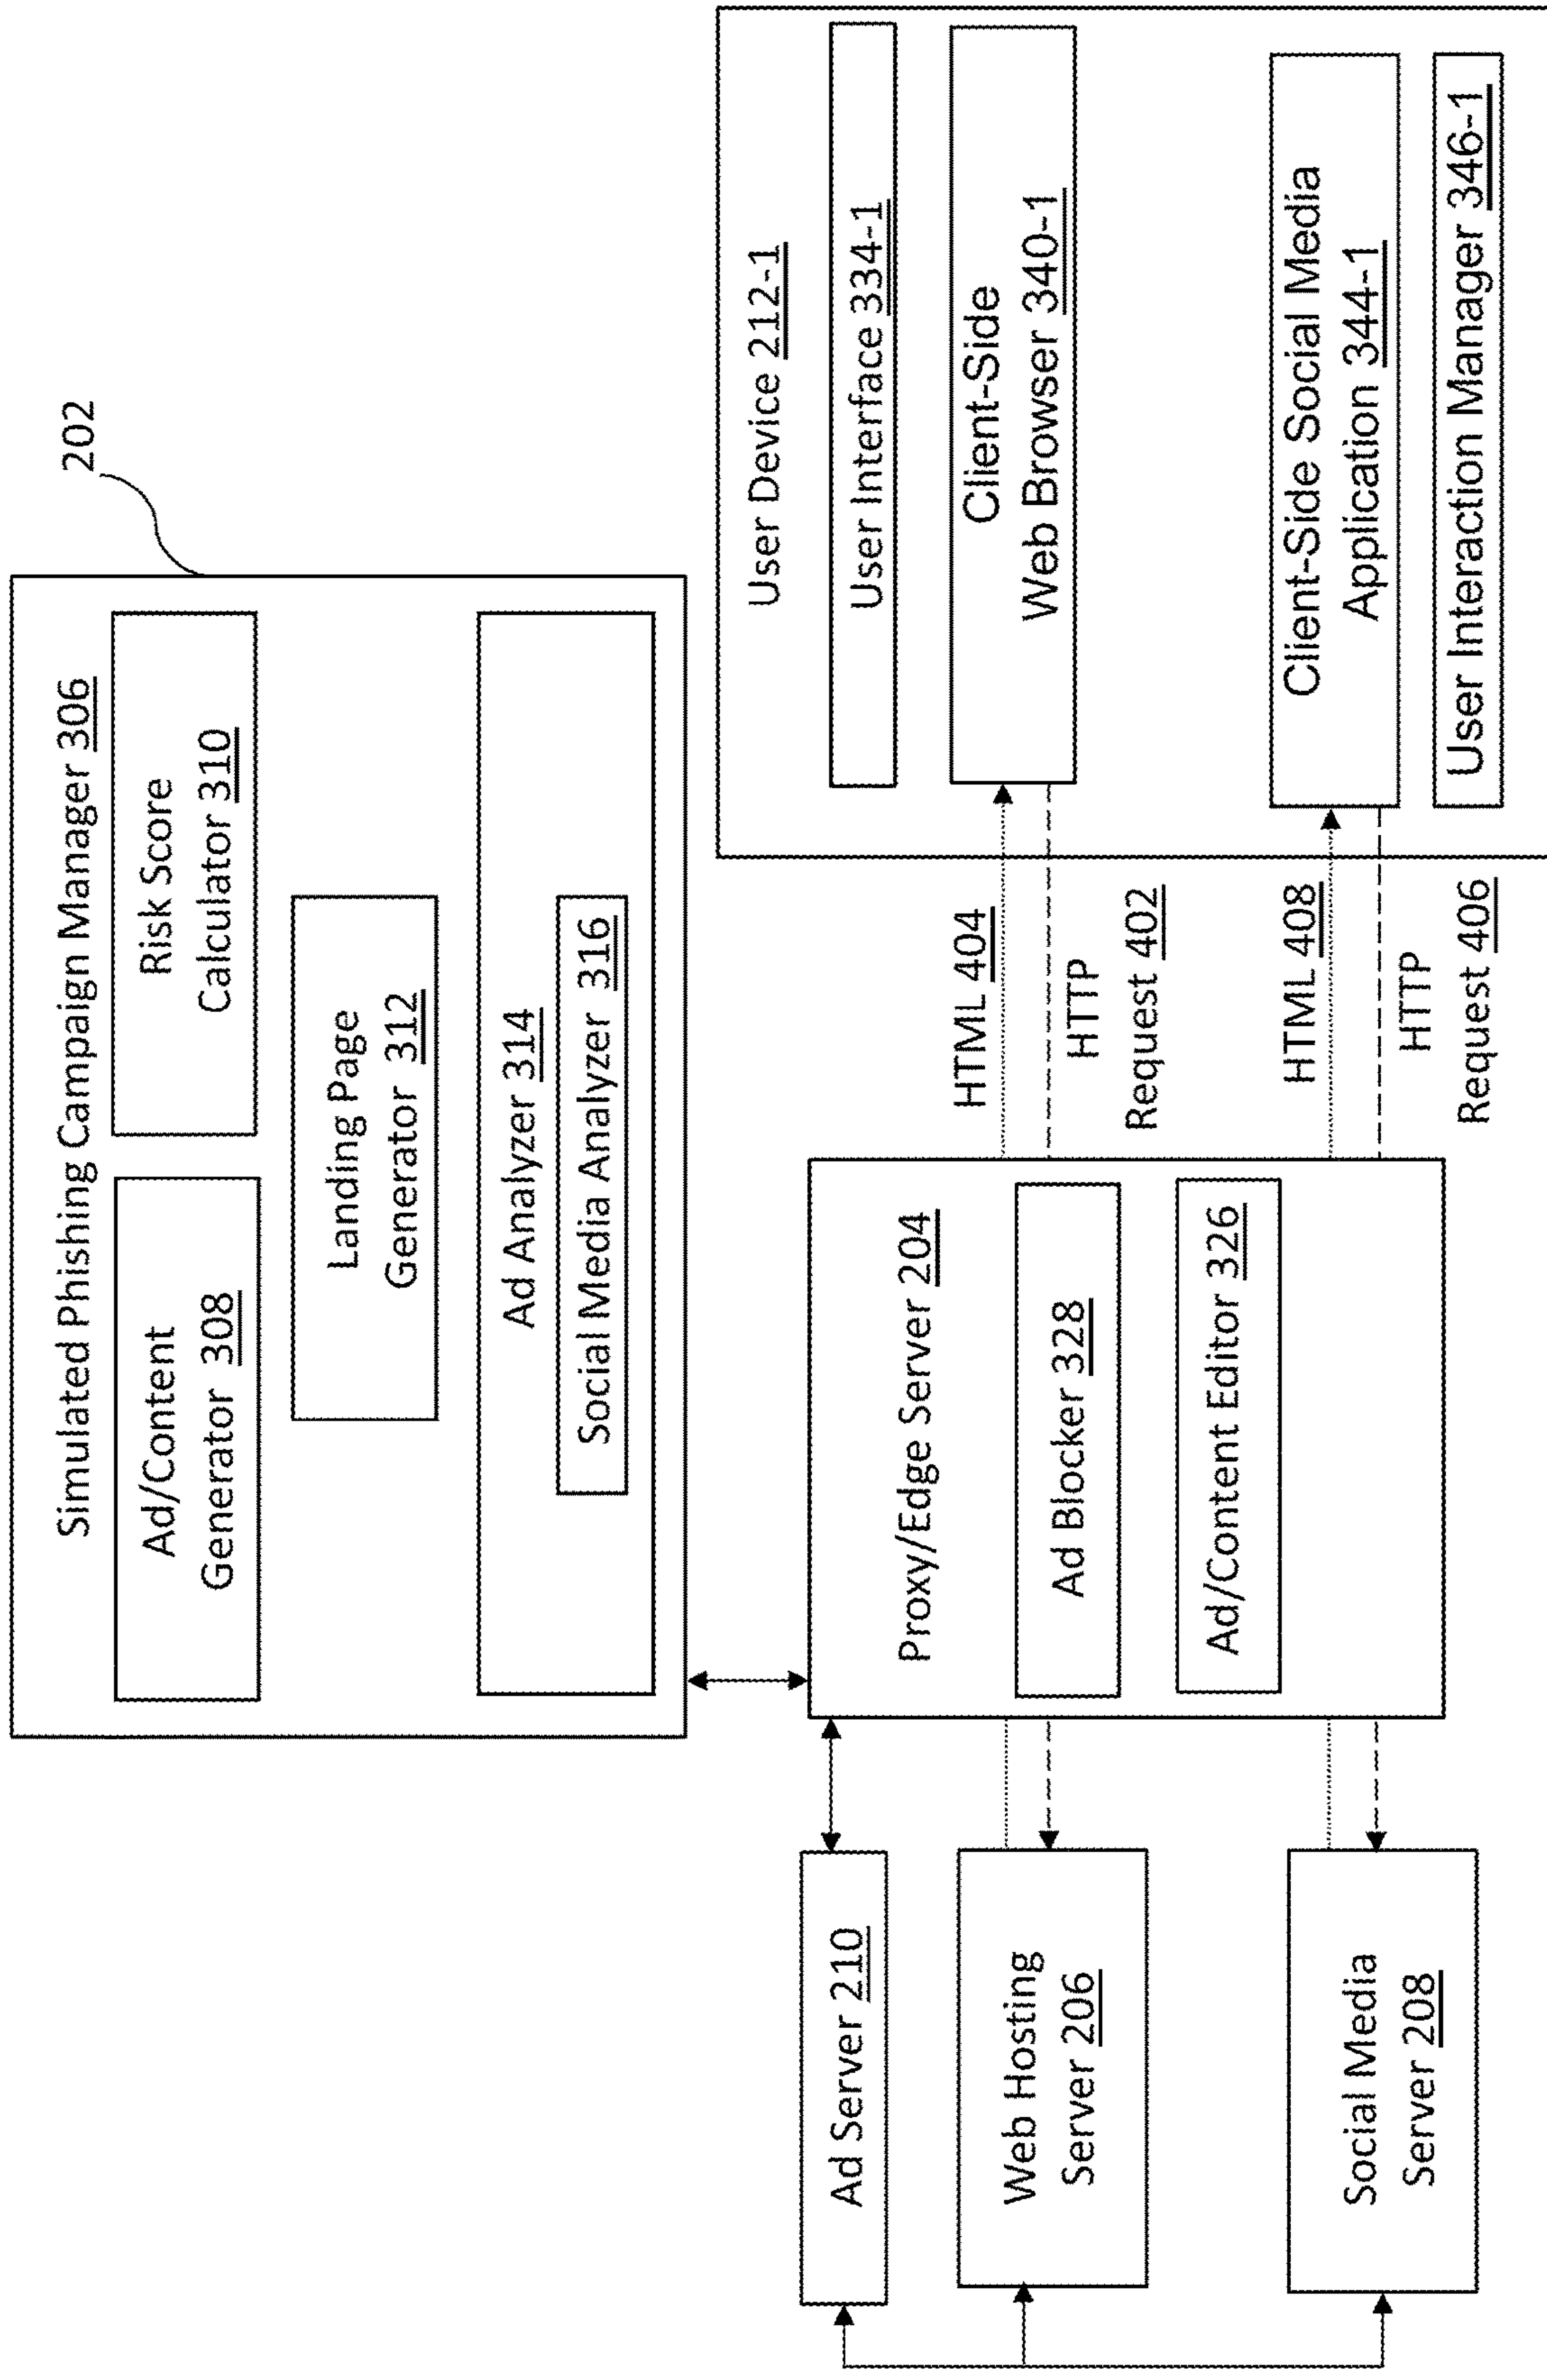 202
Simulated Phishing Campaign Manager 306
Ad/Content
Generator 308
Risk Score
Calculator 310
Landing Page
Generator 312
Ad Analyzer 314
Social Media Analyzer 316
Ad Server 210
Web Hosting
Server 206
Social Media
Server 208
Proxy/Edge Server 204
Ad Blocker 328
Ad/Content Editor 326
HTML 404
HTTP
Request 402
HTML 408
HTTP
Request 406
User Device 212-1
User Interface 334-1
Client-Side
Web Browser 340-1
Client-Side Social Media
Application 344-1
User Interaction Manager 346-1